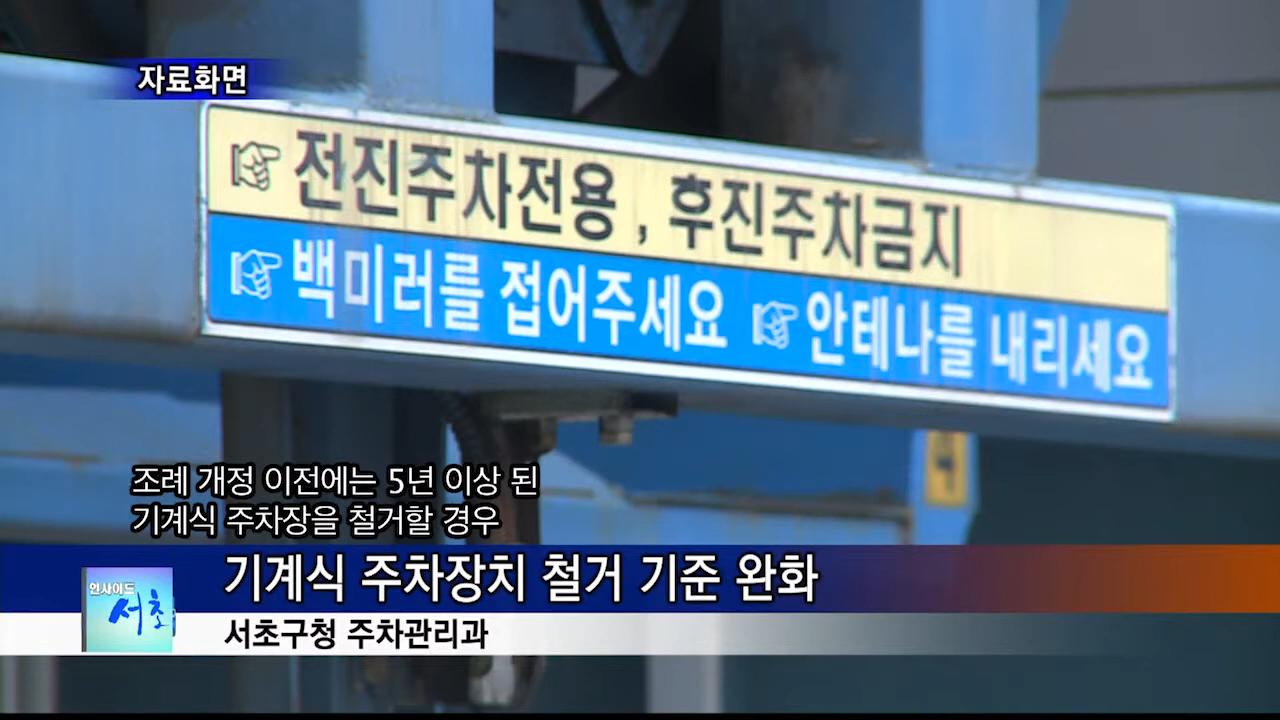 자료화면
☞ 전진주차전용 , 후진주차금지
☞ 백미러를 접어주세요 ☞ 안테나를 내리세요
조례 개정 이전에는 5년 이상 된
기계식 주차장을 철거할 경우
기계식 주차장치 철거 기준 완화
인사이드
서초
서초구청 주차관리과